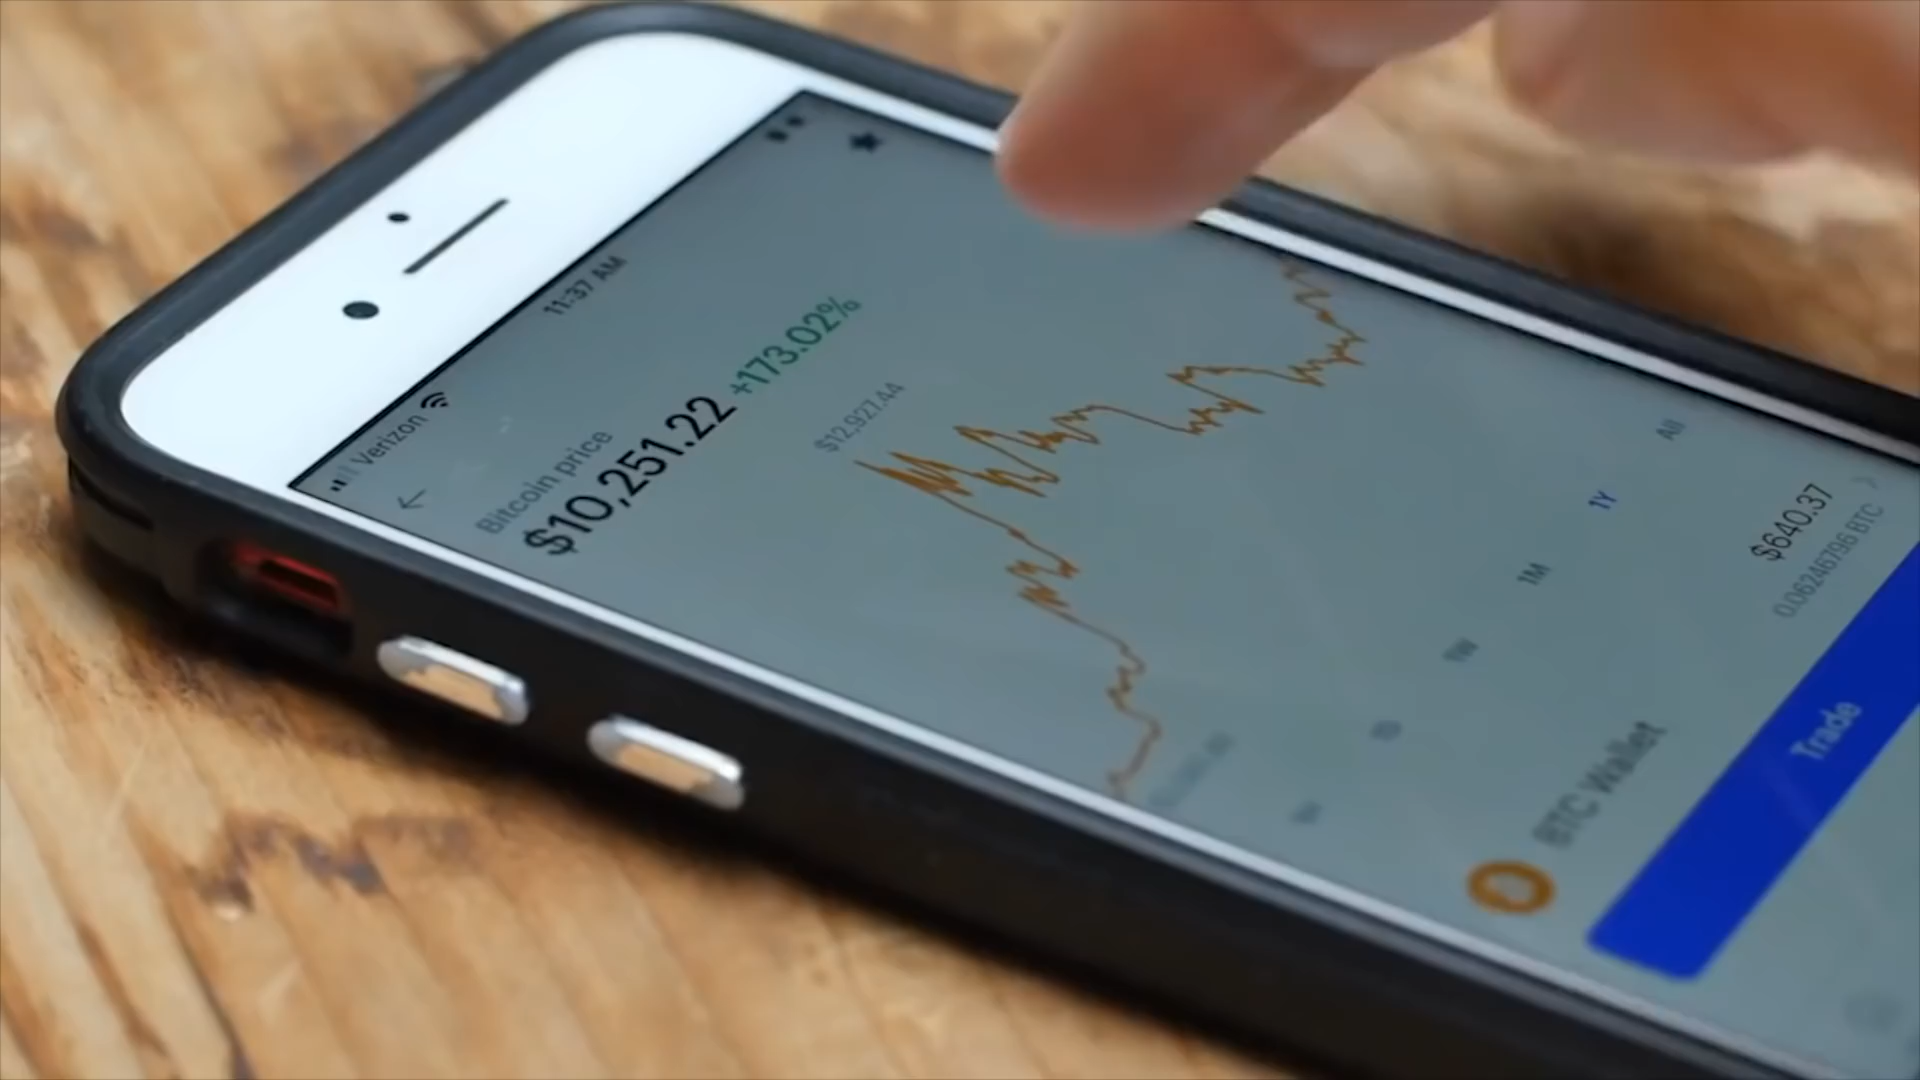 Verizon
11:37 AM
Bitcoin price
$10,251.22 +173.02%
$12,927.44
1W 1M 1Y All
BTC Wallet
$640.37
0.06246796 BTC
Trade